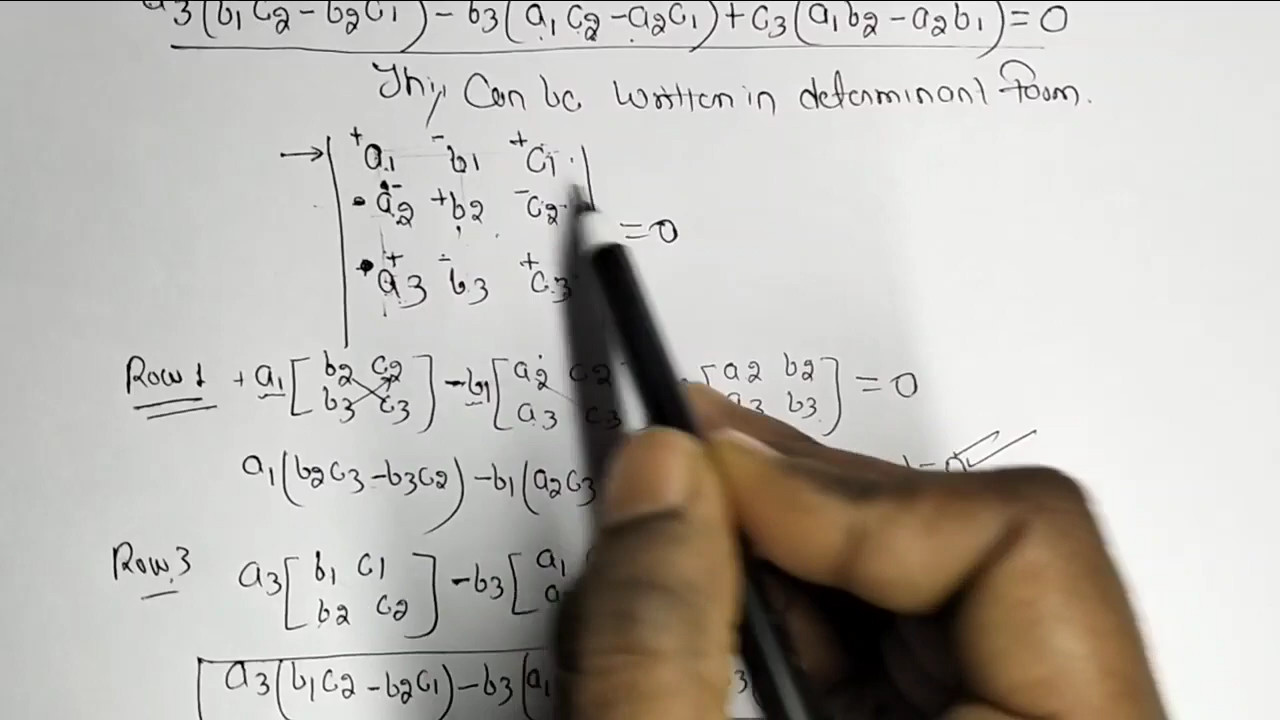 a3(b1c2-b2c1)-b3(a1c2-a2c1)+c3(a1b2-a2b1)=0
This Can be written in determinant form.
→ | +a1 -b1 +c1 |
-a2 +b2 -c2
+a3 -b3 +c3
=0
Row 1 +a1[b2 c2 -b1[a2 c2 [a2 b2 =0
b3 c3] a3 c3 a3 b3]
a1(b2c3-b3c2)-b1(a2c3
Row 3 a3[b1 c1 -b3[a1
b2 c2]
a3(b1c2-b2c1)-b3(a1